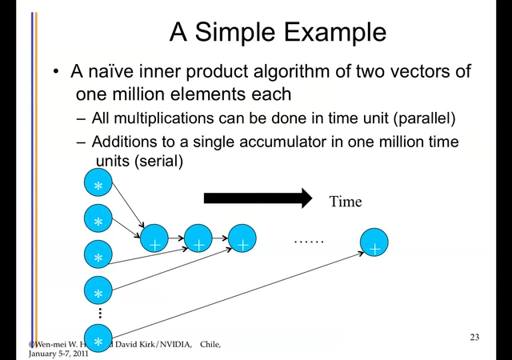 A Simple Example
• A naïve inner product algorithm of two vectors of
one million elements each
– All multiplications can be done in time unit (parallel)
– Additions to a single accumulator in one million time
units (serial)
*
Time
*
+ + + ...... +
*
*
⋮
*
©Wen-mei W. David Kirk/NVIDIA, Chile,
January 5-7, 2011
23